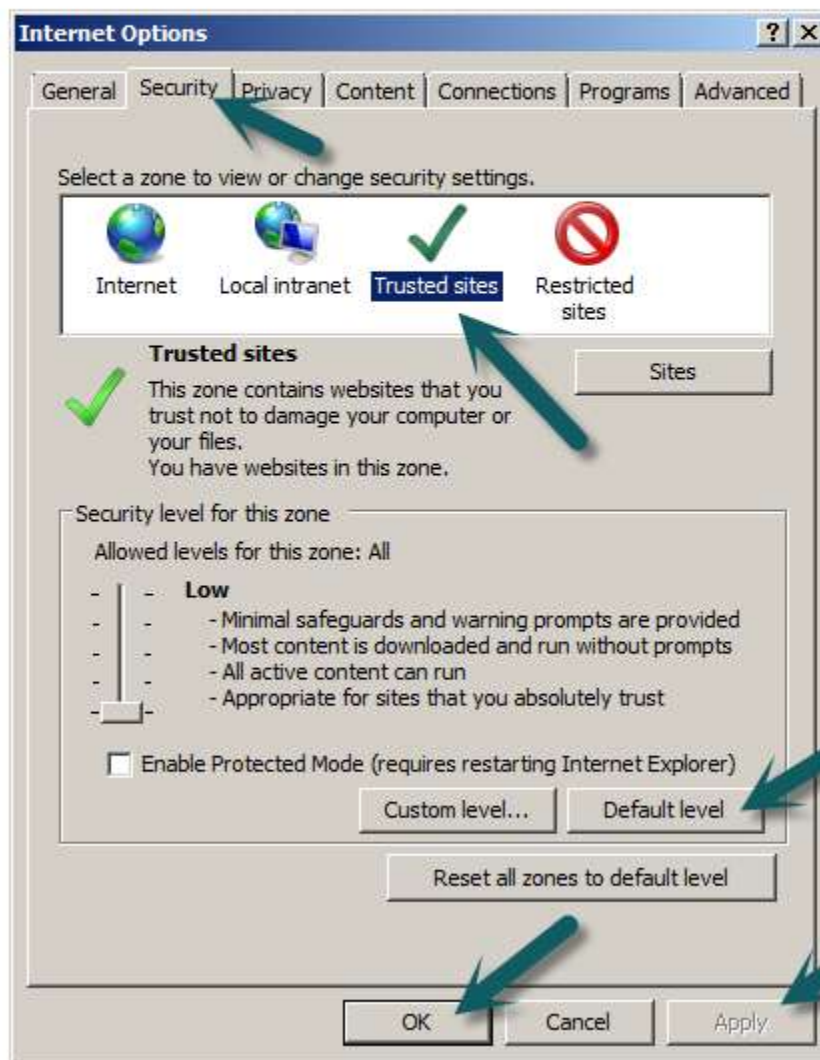 Internet Options
General Security Privacy Content Connections Programs Advanced
Select a zone to view or change security settings.
Internet Local intranet Trusted sites Restricted
sites
Trusted sites
Sites
This zone contains websites that you
trust not to damage your computer or
your files.
You have websites in this zone.
Security level for this zone
Allowed levels for this zone: All
Low
- Minimal safeguards and warning prompts are provided
- Most content is downloaded and run without prompts
- All active content can run
- Appropriate for sites that you absolutely trust
Enable Protected Mode (requires restarting Internet Explorer)
Custom level... Default level
Reset all zones to default level
OK Cancel Apply